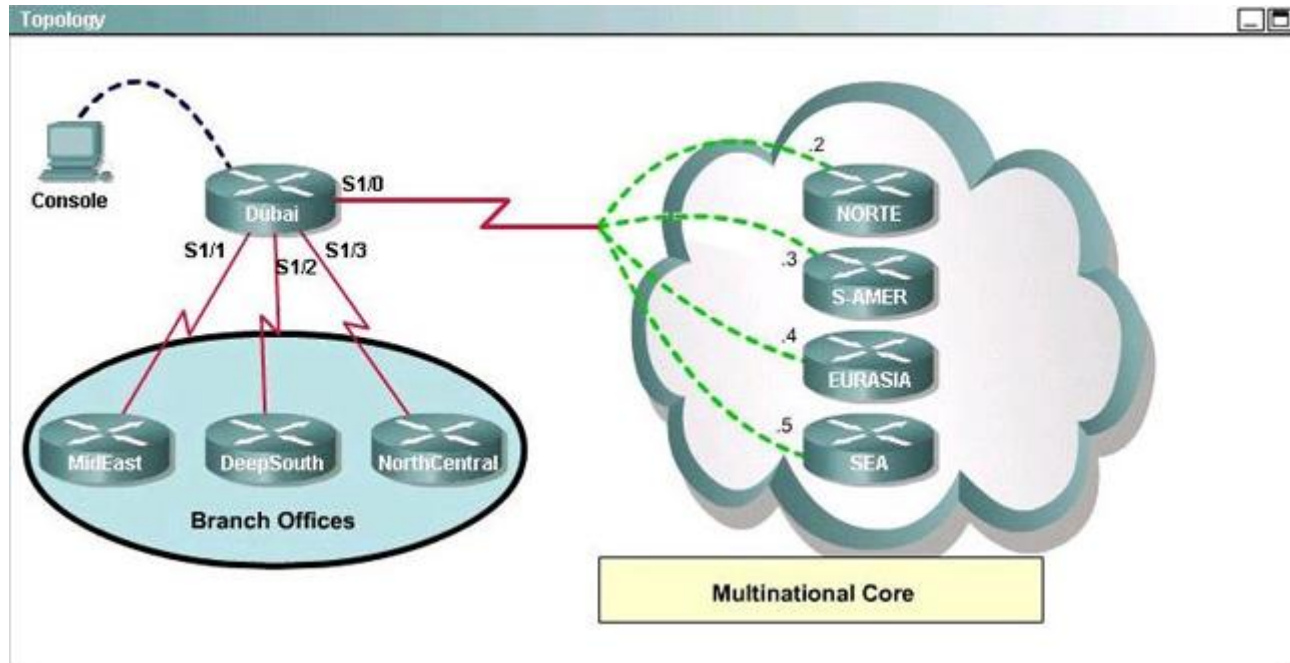 Topology
Console
Dubai
S1/0
S1/1
S1/2
S1/3
.2
NORTE
.3
S-AMER
.4
EURASIA
.5
SEA
MidEast
DeepSouth
NorthCentral
Branch Offices
Multinational Core